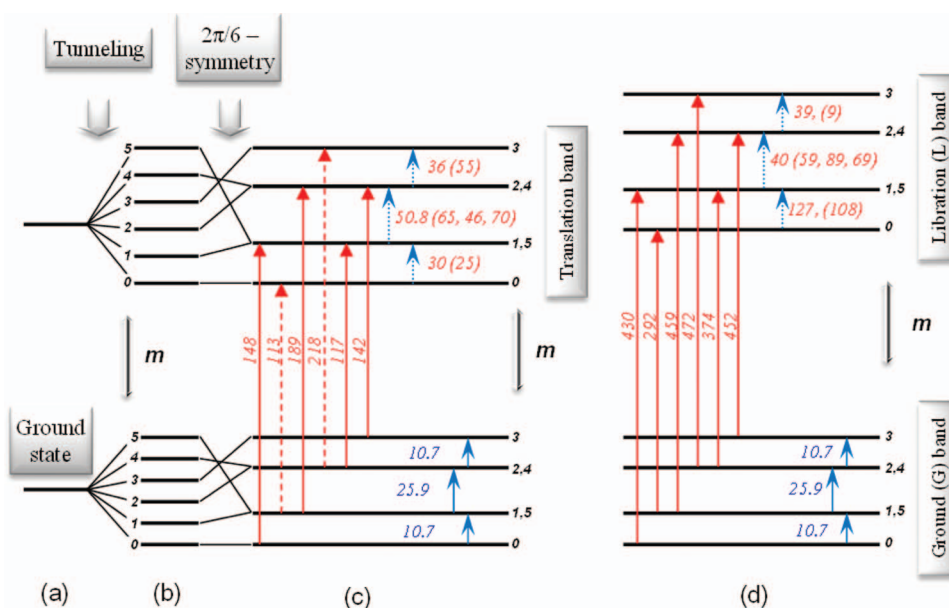 Tunneling
2π/6 –
symmetry
5
4
3
2
1
0
3
2,4
1,5
0
36 (55)
50.8 (65, 46, 70)
30 (25)
Translation band
148
113
189
218
117
142
m
m
Ground
state
5
4
3
2
1
0
3
2,4
1,5
0
10.7
25.9
10.7
3
2,4
1,5
0
39, (9)
40 (59, 89, 69)
127, (108)
Libration (L) band
430
292
459
472
374
452
m
3
2,4
1,5
0
10.7
25.9
10.7
Ground (G) band
(a)
(b)
(c)
(d)